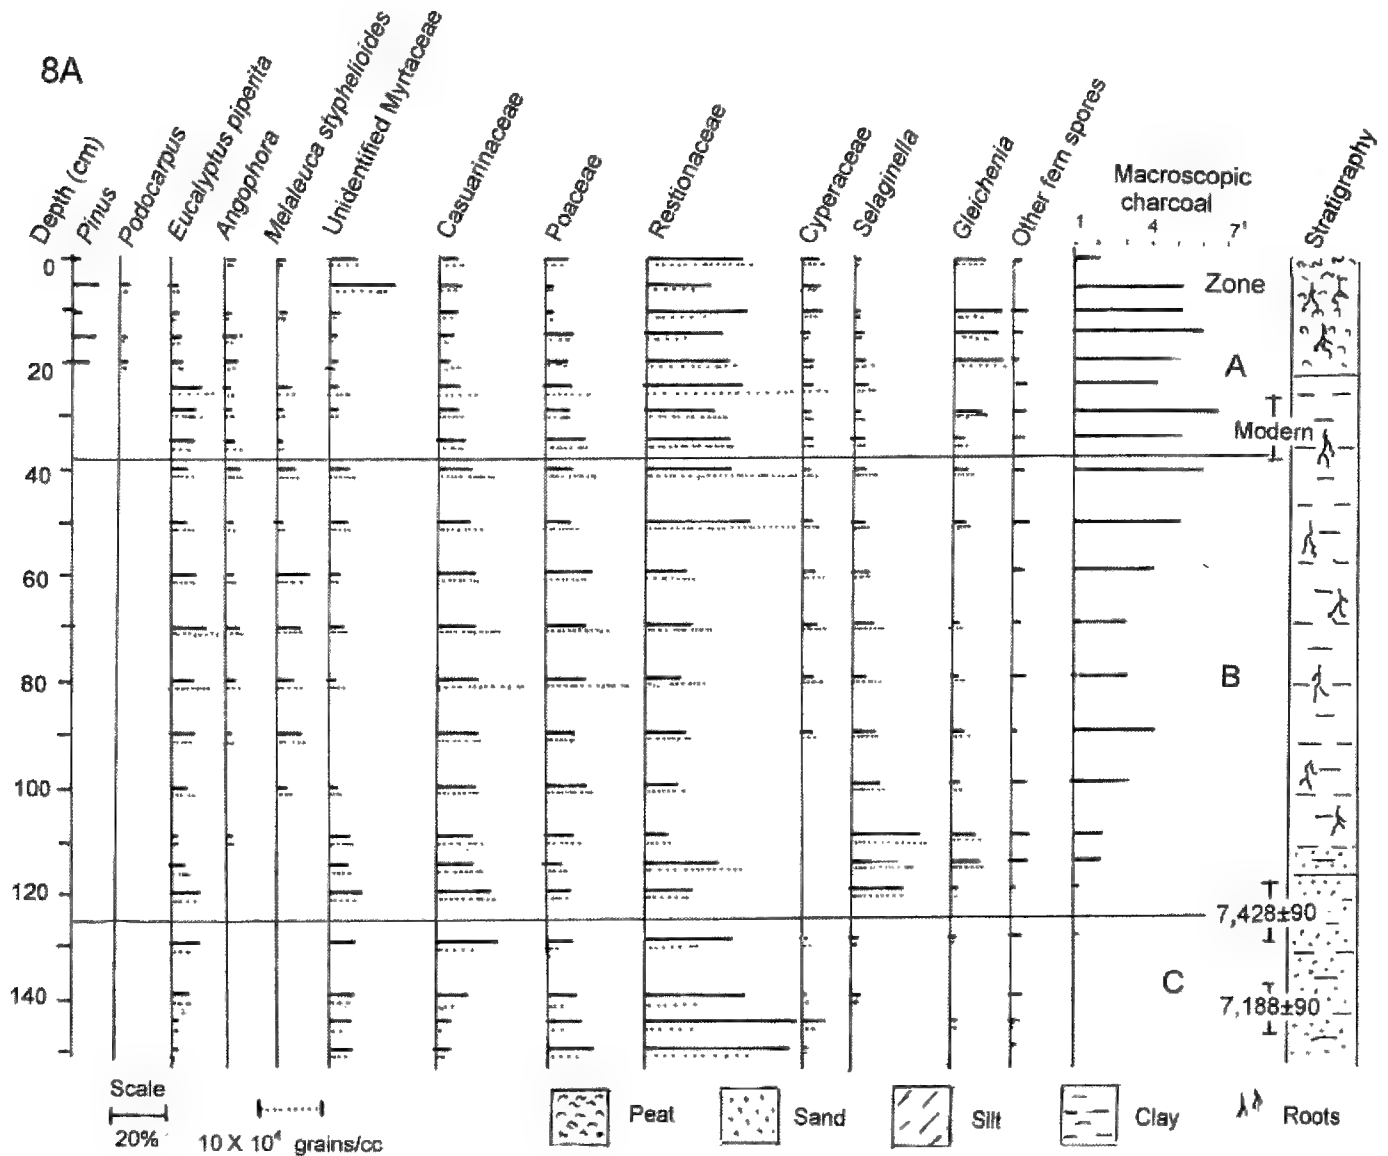 8A
Depth (cm)
Pinus
Podocarpus
Eucalyptus piperita
Angophora
Melaleuca styphelioides
Unidentified Myrtaceae
Casuarinaceae
Poaceae
Restionaceae
Cyperaceae
Selaginella
Gleichenia
Other fern spores
Macroscopic
charcoal
1 4 7¹
Stratigraphy
0
Zone
20
A
Modern
40
60
B
80
100
120
7,428±90
C
140
7,188±90
Scale
20%
10 X 10⁴ grains/cc
Peat
Sand
Silt
Clay
Roots